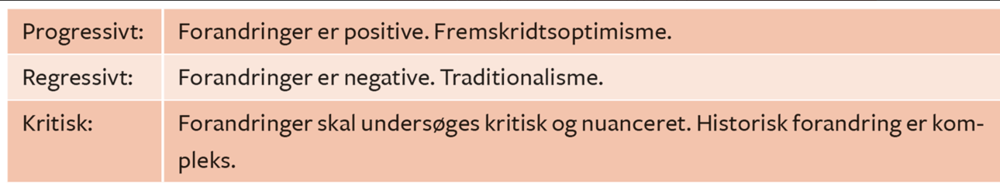 Progressivt: Forandringer er positive. Fremskridtsoptimisme.
Regressivt: Forandringer er negative. Traditionalisme.
Kritisk: Forandringer skal undersøges kritisk og nuanceret. Historisk forandring er kom-
pleks.